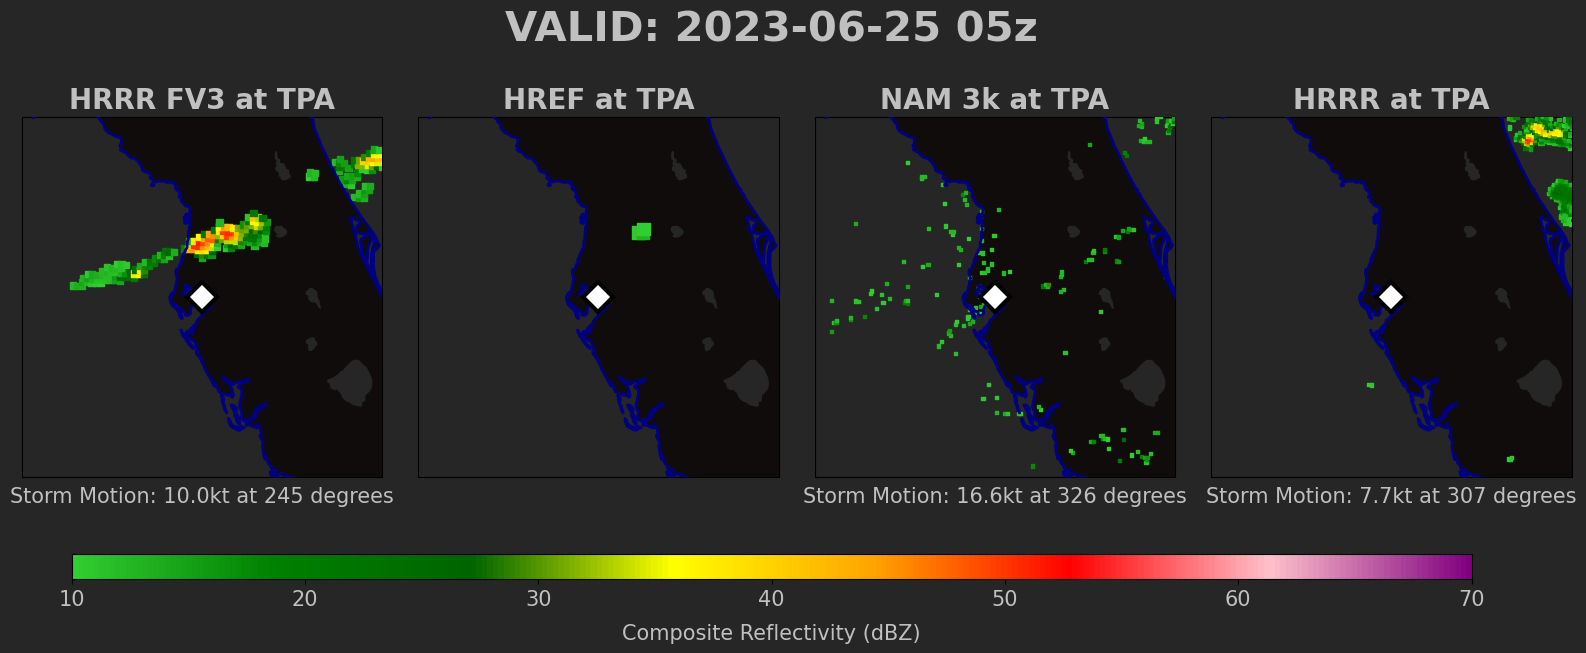 VALID: 2023-06-25 05z
HRRR FV3 at TPA
HREF at TPA
NAM 3k at TPA
HRRR at TPA
Storm Motion: 10.0kt at 245 degrees
Storm Motion: 16.6kt at 326 degrees
Storm Motion: 7.7kt at 307 degrees
10 20 30 40 50 60 70
Composite Reflectivity (dBZ)